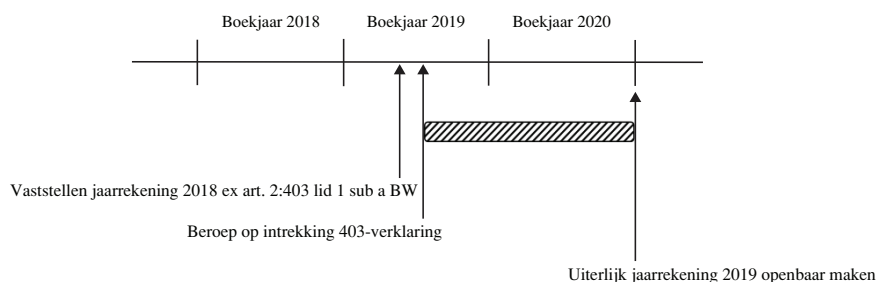 Boekjaar 2018 Boekjaar 2019 Boekjaar 2020
Vaststellen jaarrekening 2018 ex art. 2:403 lid 1 sub a BW
Beroep op intrekking 403-verklaring
Uiterlijk jaarrekening 2019 openbaar maken